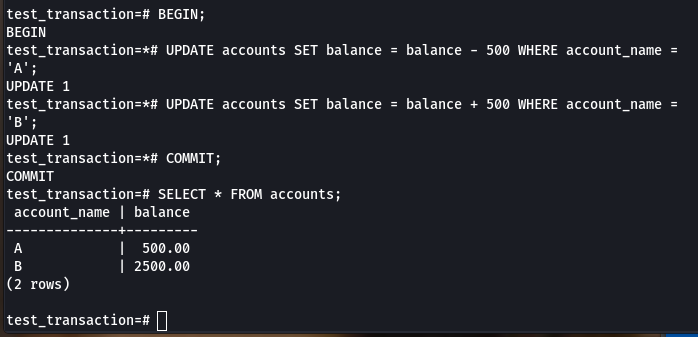 test_transaction=# BEGIN;
BEGIN
test_transaction=*# UPDATE accounts SET balance = balance - 500 WHERE account_name =
'A';
UPDATE 1
test_transaction=*# UPDATE accounts SET balance = balance + 500 WHERE account_name =
'B';
UPDATE 1
test_transaction=*# COMMIT;
COMMIT
test_transaction=# SELECT * FROM accounts;
 account_name | balance
--------------+---------
 A            |  500.00
 B            | 2500.00
(2 rows)

test_transaction=#